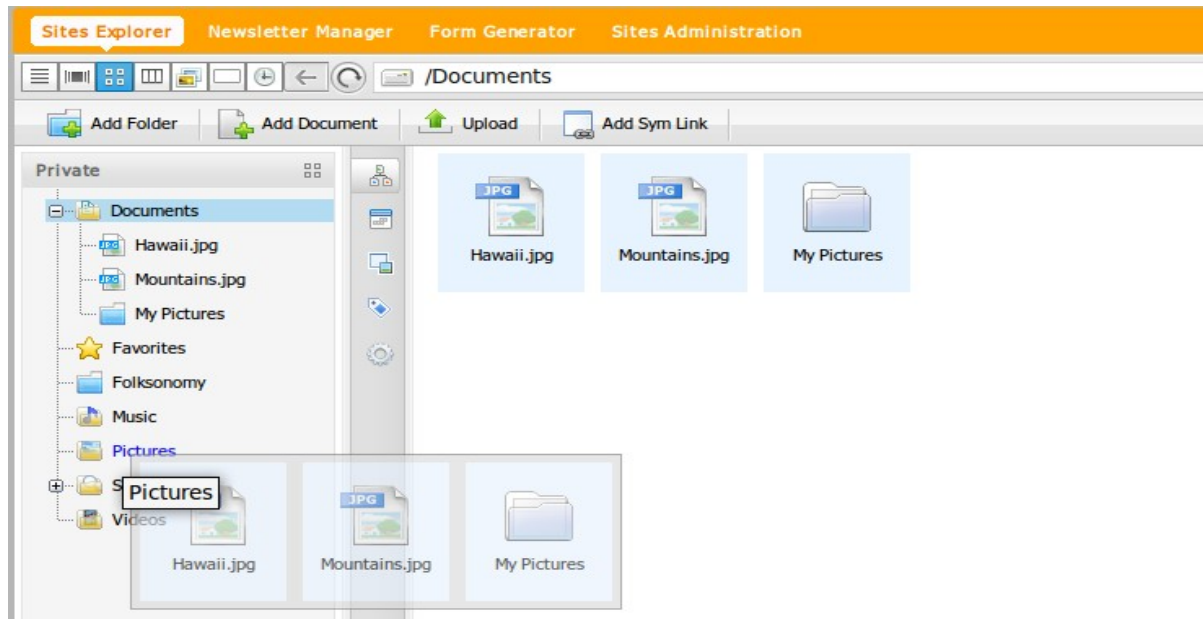 Sites Explorer Newsletter Manager Form Generator Sites Administration
/Documents
Add Folder Add Document Upload Add Sym Link
Private
Documents
Hawaii.jpg
Mountains.jpg
My Pictures
Favorites
Folksonomy
Music
Pictures
S
Videos
JPG JPG
Hawaii.jpg Mountains.jpg My Pictures
Pictures
JPG
Hawaii.jpg Mountains.jpg My Pictures